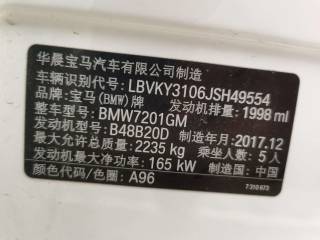 华晨宝马汽车有限公司制造
车辆识别代号: LBVKY3106JSH49554
品牌: 宝马(BMW)牌 发动机排量: 1998 ml
整车型号: BMW7201GM
发动机型号: B48B20D 制造年月: 2017.12
最大允许总质量: 2235 kg 乘坐人数: 5人
发动机最大净功率: 165 kW 制造国: 中国
颜色代码/色圈: A96
7 310 973